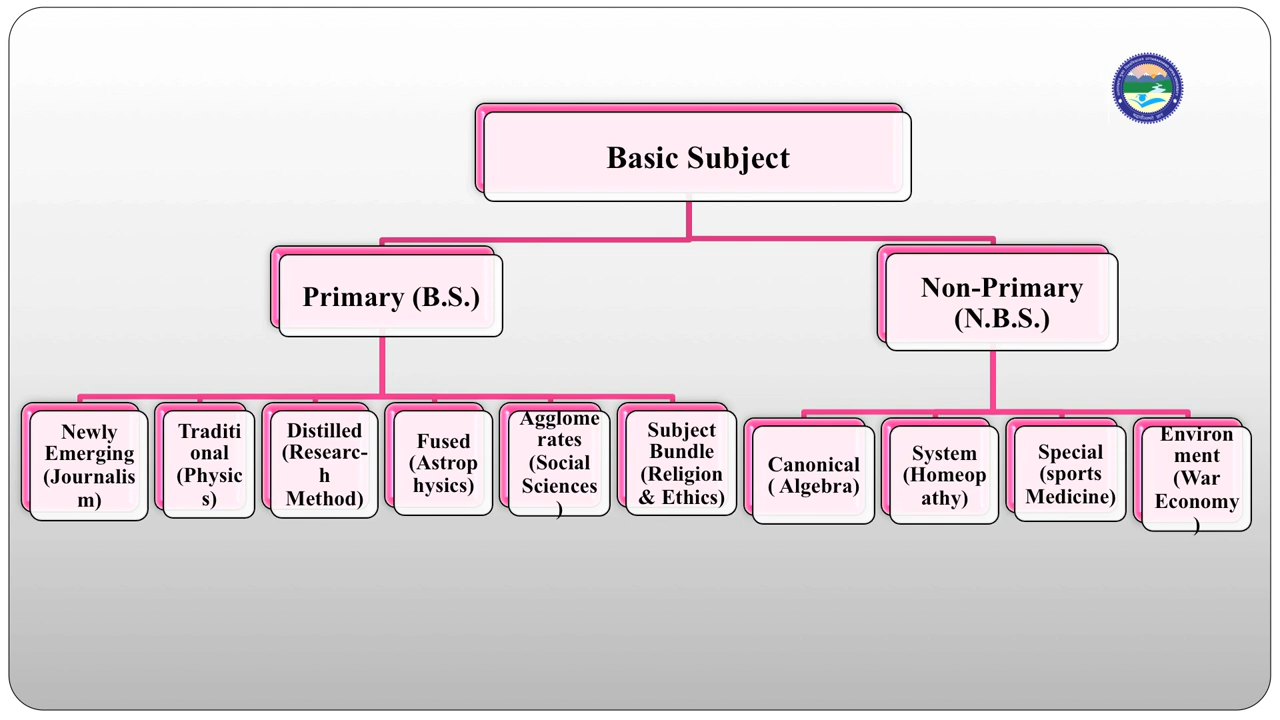 Basic Subject
Primary (B.S.)
Non-Primary
(N.B.S.)
Newly
Emerging
(Journalis
m)
Traditi
onal
(Physic
s)
Distilled
(Researc-
h
Method)
Fused
(Astrop
hysics)
Agglome
rates
(Social
Sciences
)
Subject
Bundle
(Religion
& Ethics)
Canonical
( Algebra)
System
(Homeop
athy)
Special
(sports
Medicine)
Environ
ment
(War
Economy
)